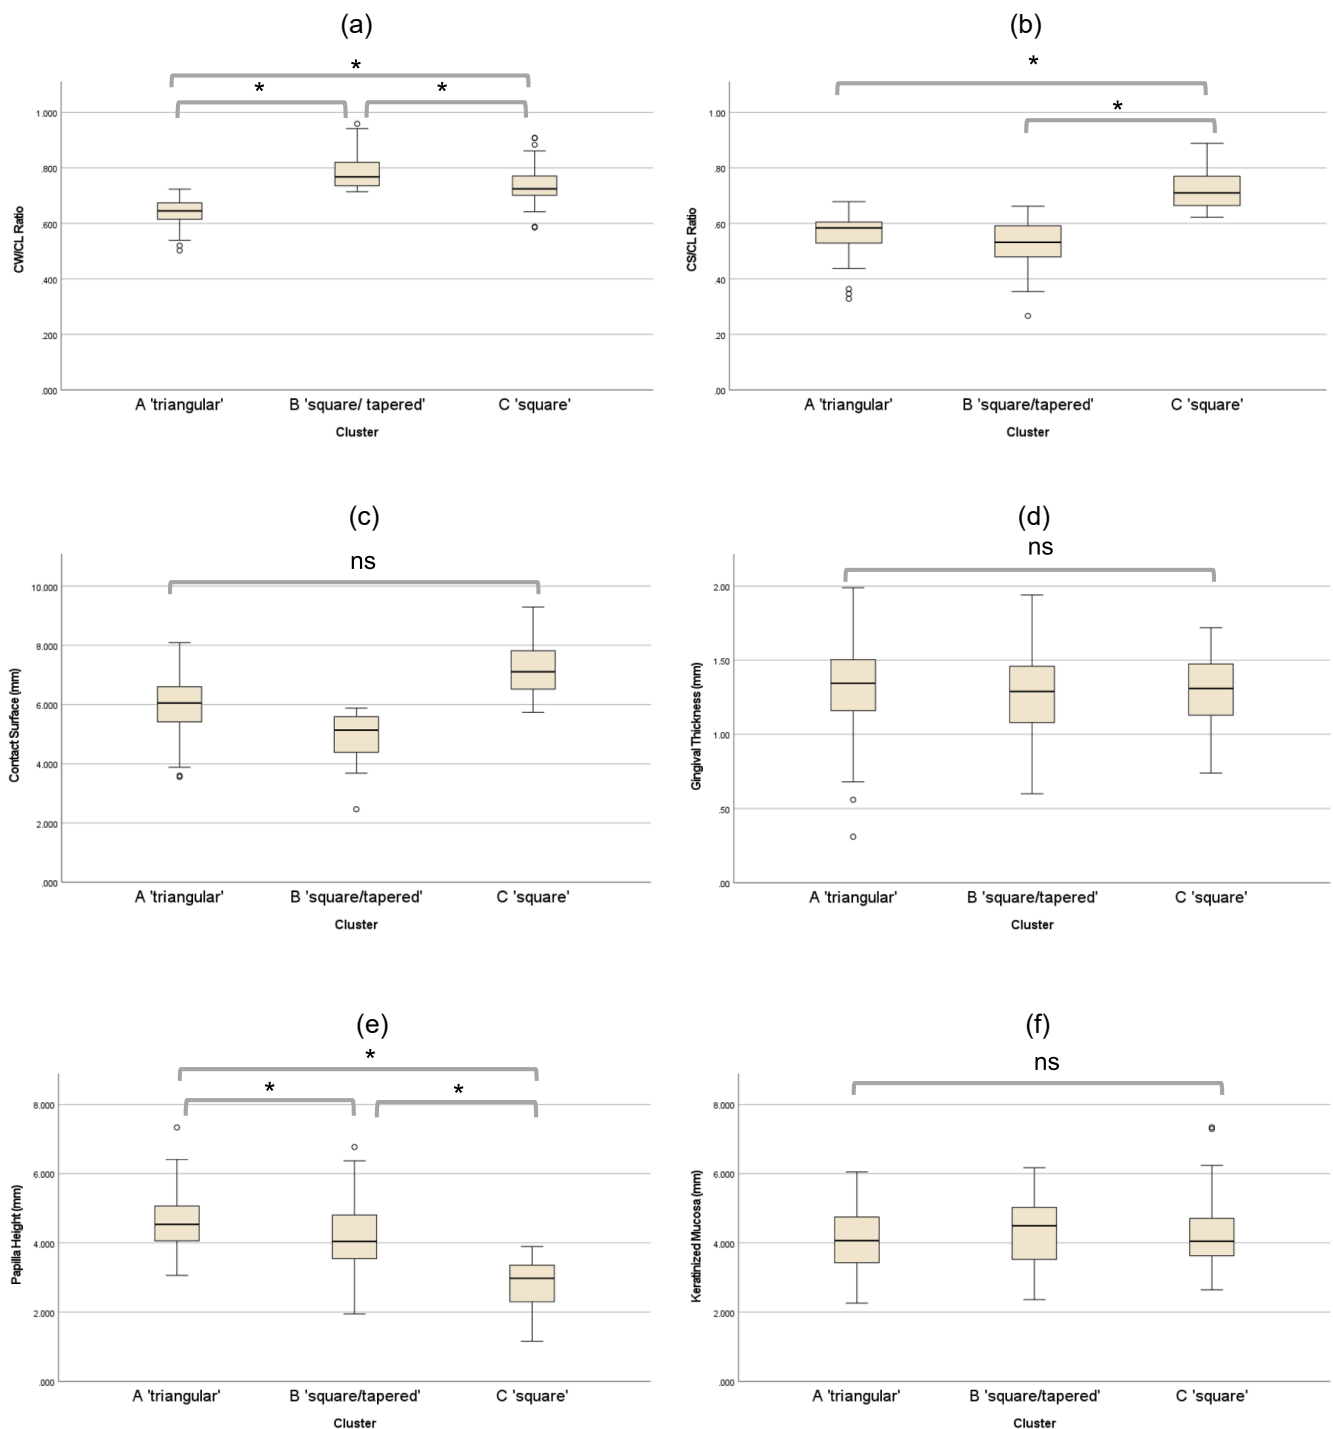 (a)
*
*
*
1.000
.800
.600
.400
.200
.000
CW/CL Ratio
A 'triangular'
B 'square/ tapered'
C 'square'
Cluster
(b)
*
*
1.00
.80
.60
.40
.20
.00
CS/CL Ratio
A 'triangular'
B 'square/tapered'
C 'square'
Cluster
(c)
ns
10.000
8.000
6.000
4.000
2.000
.000
Contact Surface (mm)
A 'triangular'
B 'square/tapered'
C 'square'
Cluster
(d)
ns
2.00
1.50
1.00
.50
.00
Gingival Thickness (mm)
A 'triangular'
B 'square/tapered'
C 'square'
Cluster
(e)
*
*
*
8.000
6.000
4.000
2.000
.000
Papilla Height (mm)
A 'triangular'
B 'square/tapered'
C 'square'
Cluster
(f)
ns
8.000
6.000
4.000
2.000
.000
Keratinized Mucosa (mm)
A 'triangular'
B 'square/tapered'
C 'square'
Cluster